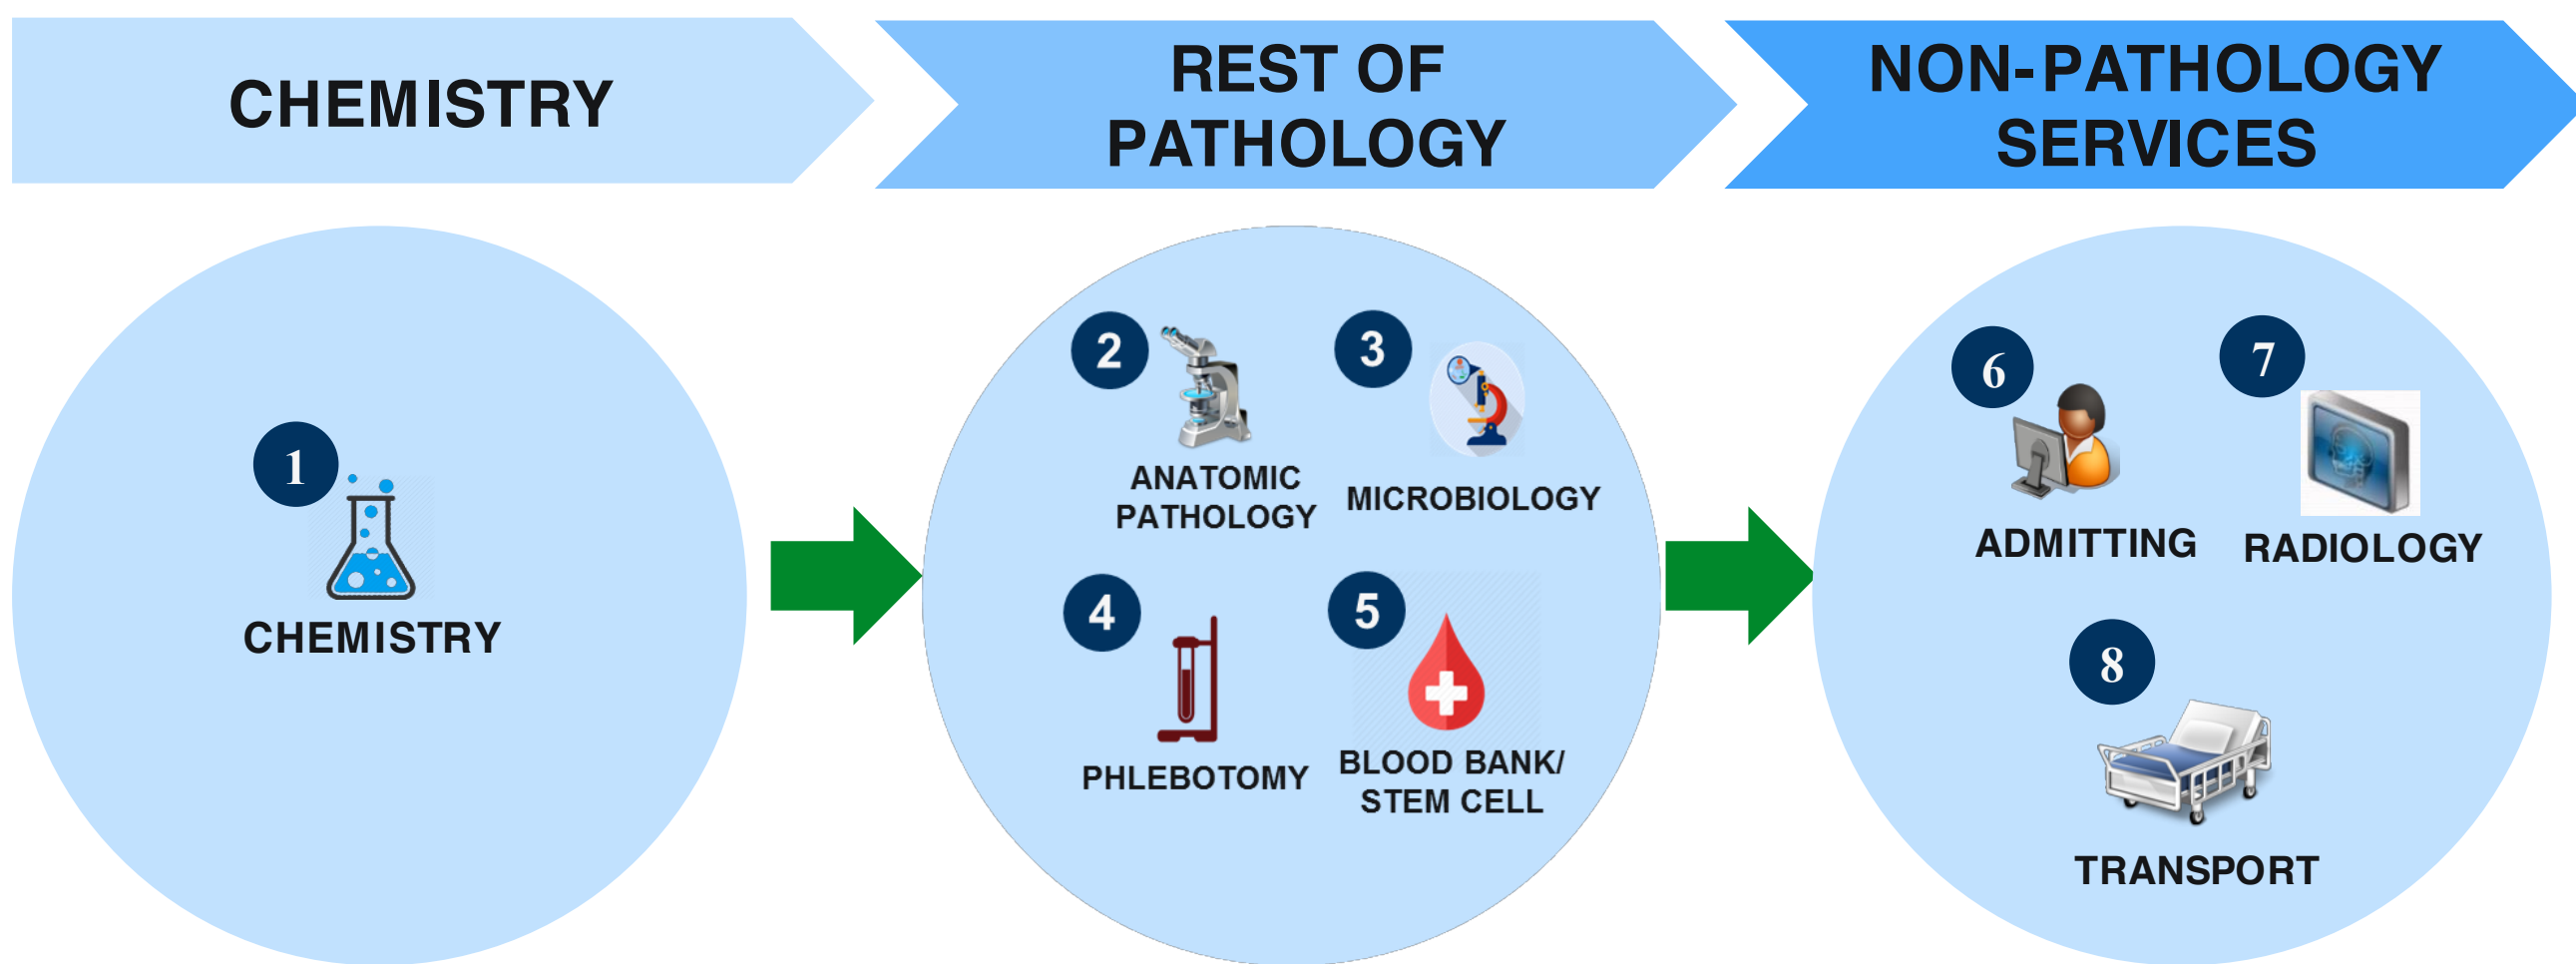 CHEMISTRY
REST OF
PATHOLOGY
NON-PATHOLOGY
SERVICES
1
CHEMISTRY
2
ANATOMIC
PATHOLOGY
3
MICROBIOLOGY
4
PHLEBOTOMY
5
BLOOD BANK/
STEM CELL
6
ADMITTING
7
RADIOLOGY
8
TRANSPORT